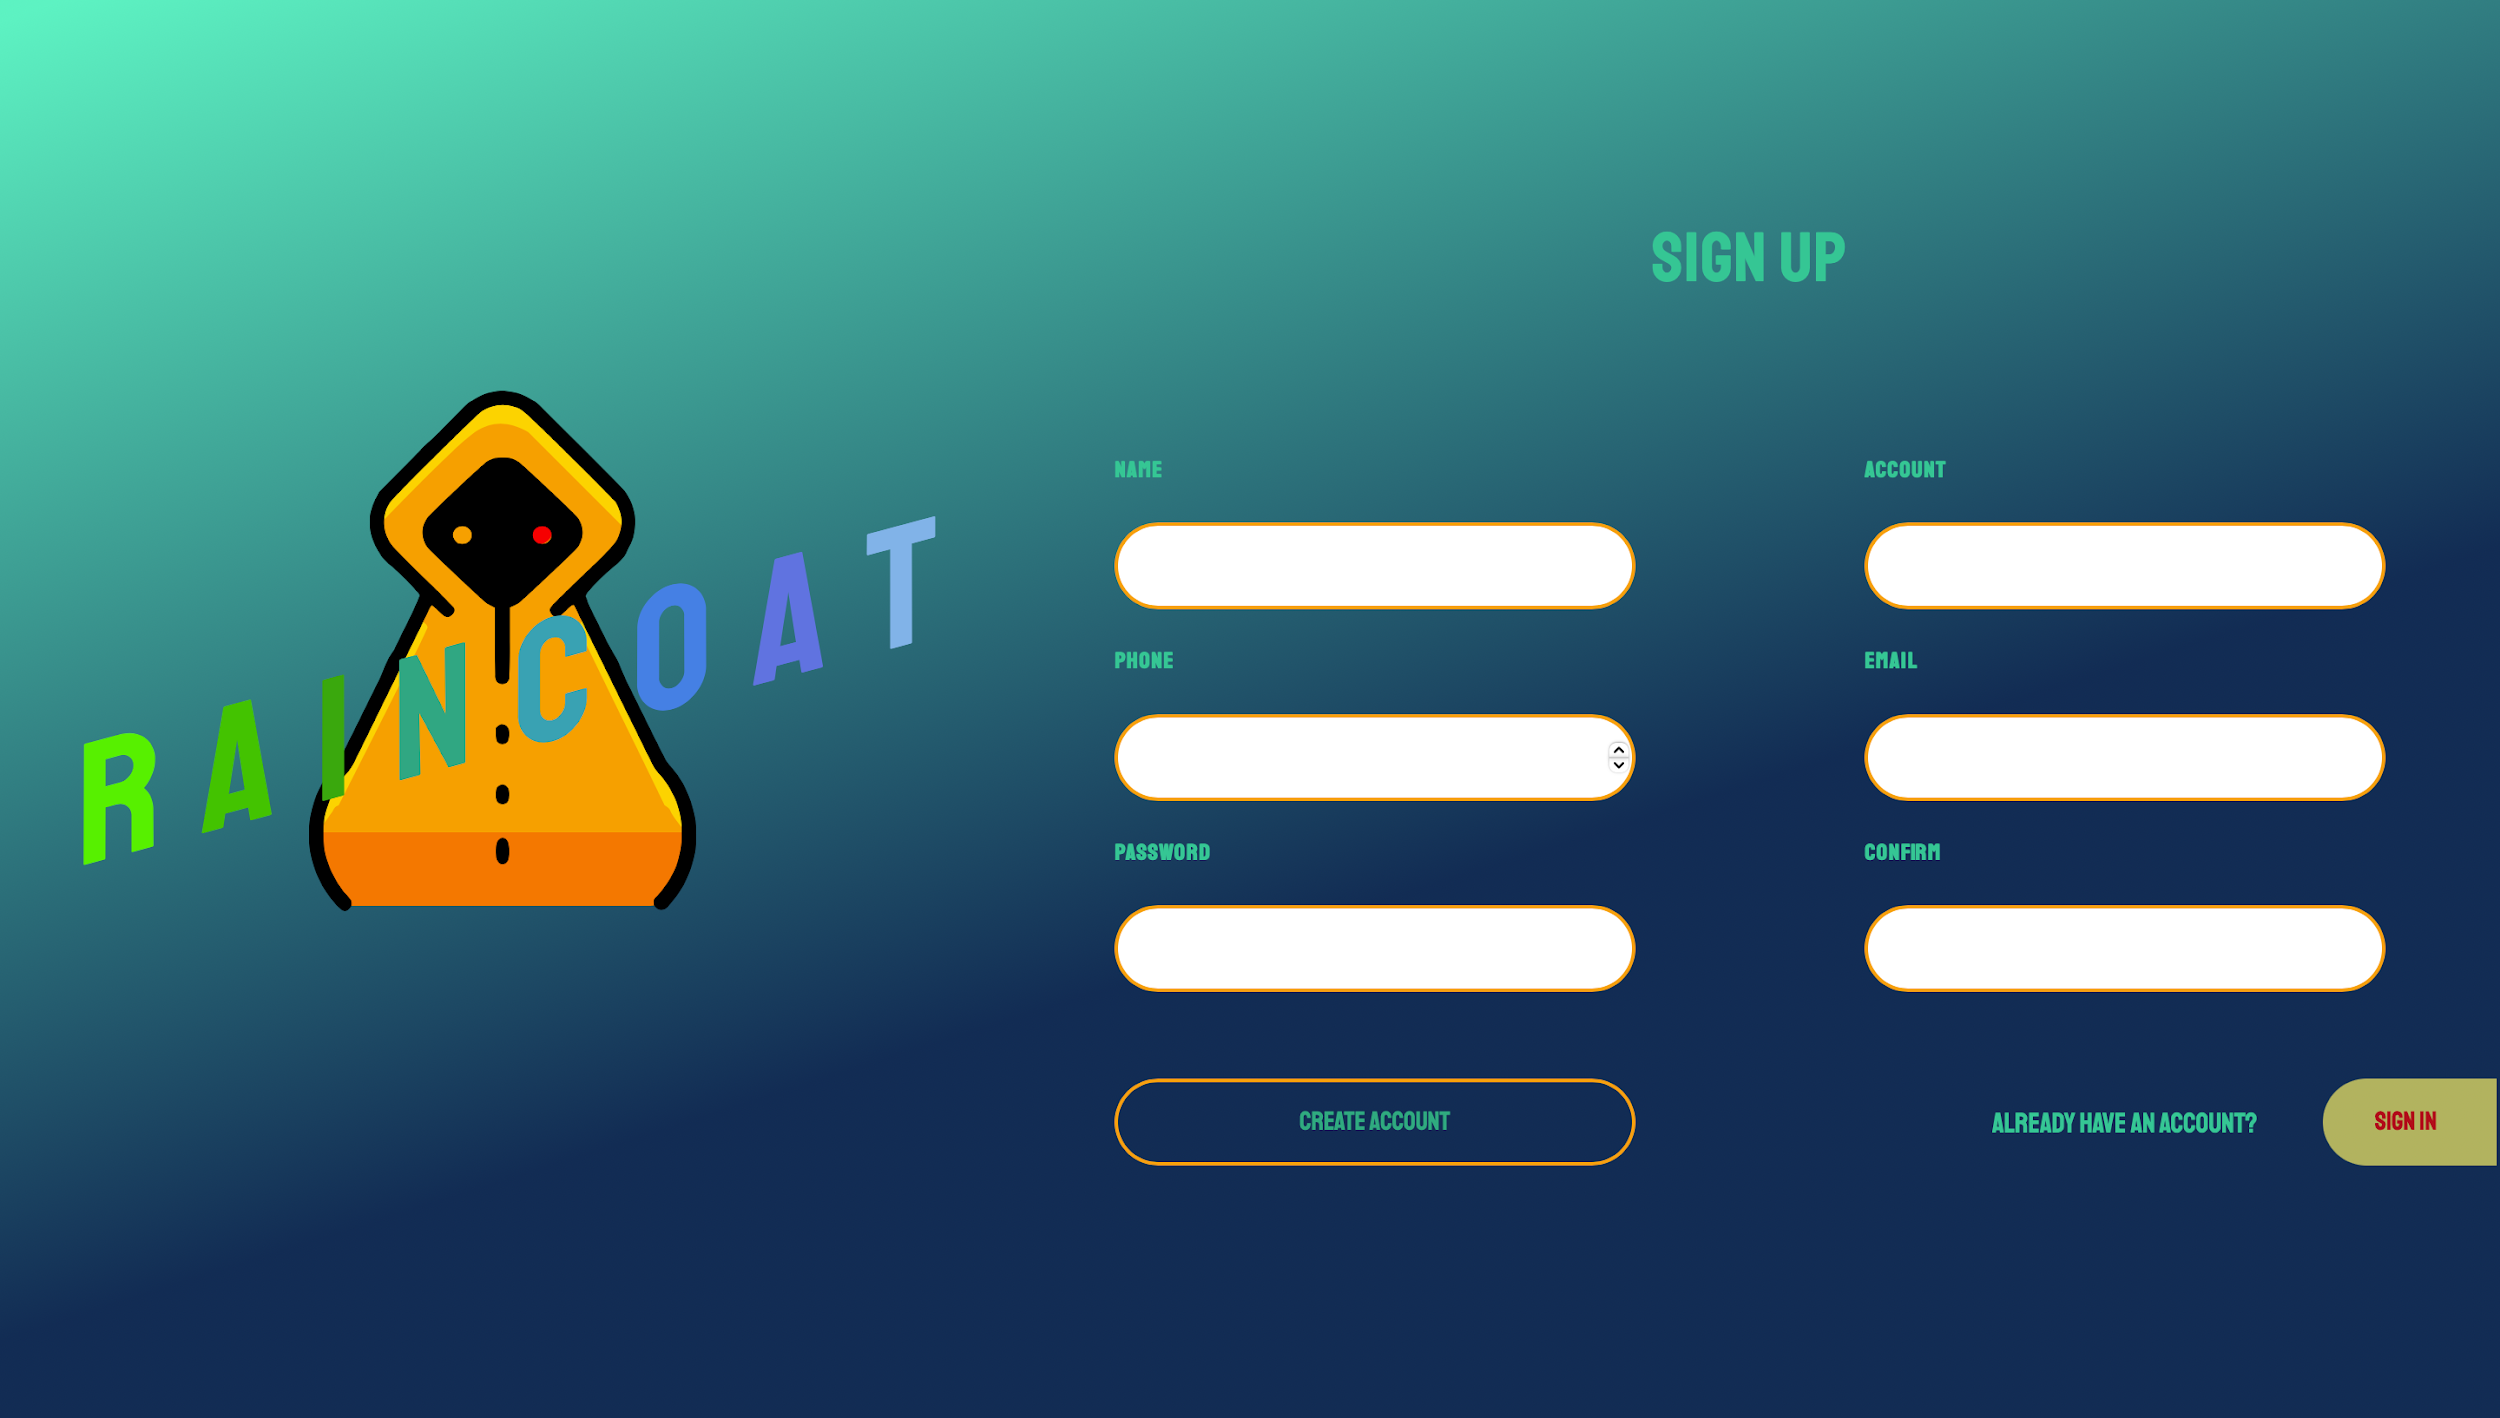 RAINCOAT
SIGN UP
NAME
ACCOUNT
PHONE
EMAIL
PASSWORD
CONFIRM
CREATE ACCOUNT
ALREADY HAVE AN ACCOUNT?
SIGN IN